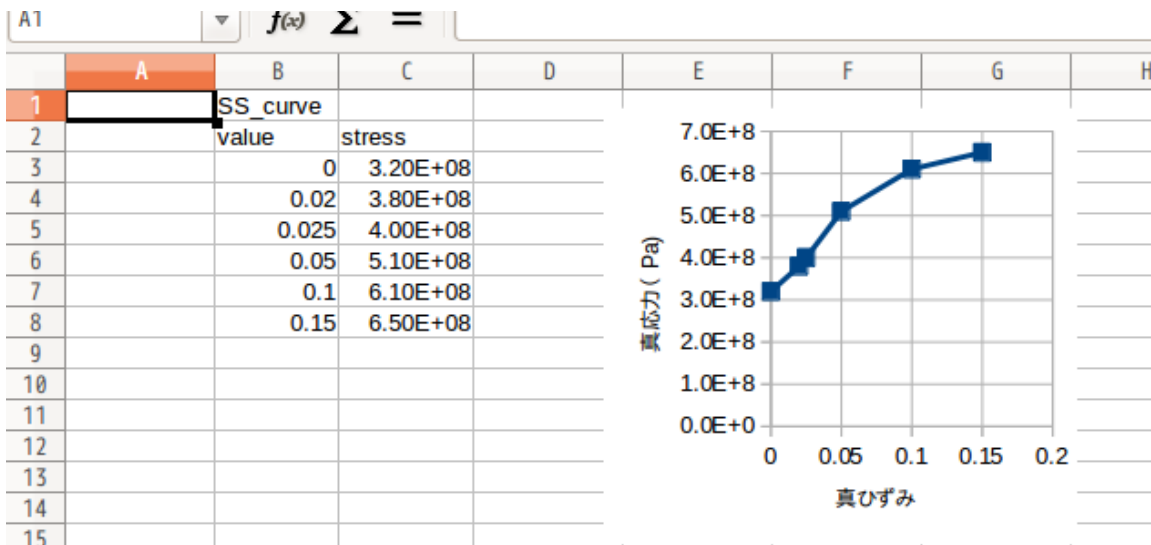 A1 f(x) Σ =
A B C D E F G H
1 SS_curve
2 value stress
3 0 3.20E+08
4 0.02 3.80E+08
5 0.025 4.00E+08
6 0.05 5.10E+08
7 0.1 6.10E+08
8 0.15 6.50E+08
9
10
11
12
13
14
15
7.0E+8
6.0E+8
5.0E+8
4.0E+8
3.0E+8
2.0E+8
1.0E+8
0.0E+0
真応力( Pa)
0 0.05 0.1 0.15 0.2
真ひずみ